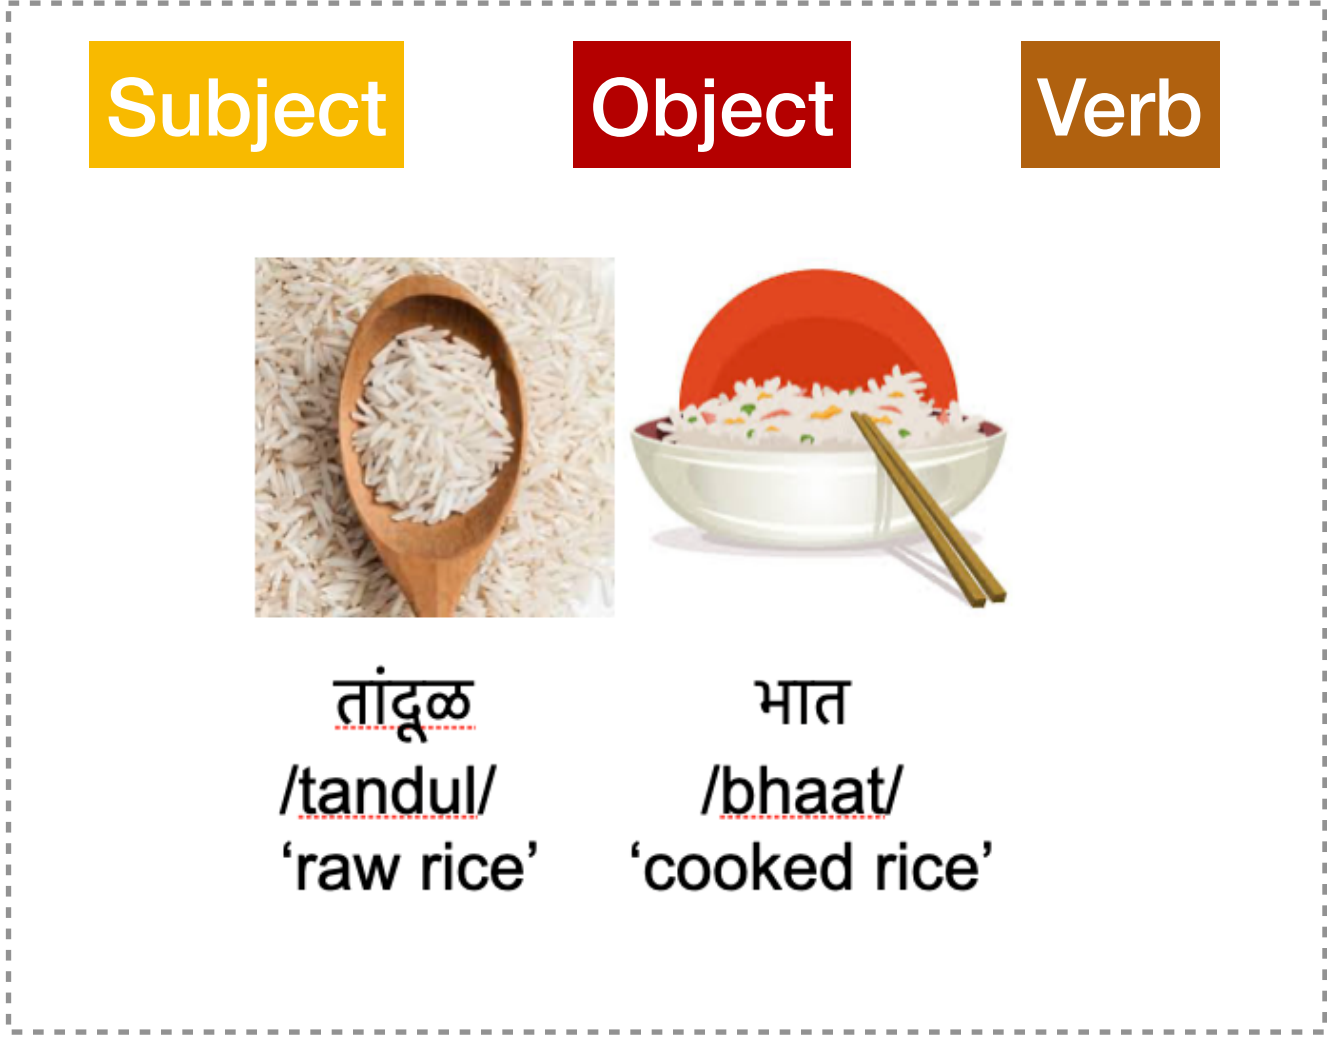 Subject Object Verb
तांदूळ भात
/tandul/ /bhaat/
‘raw rice’ ‘cooked rice’